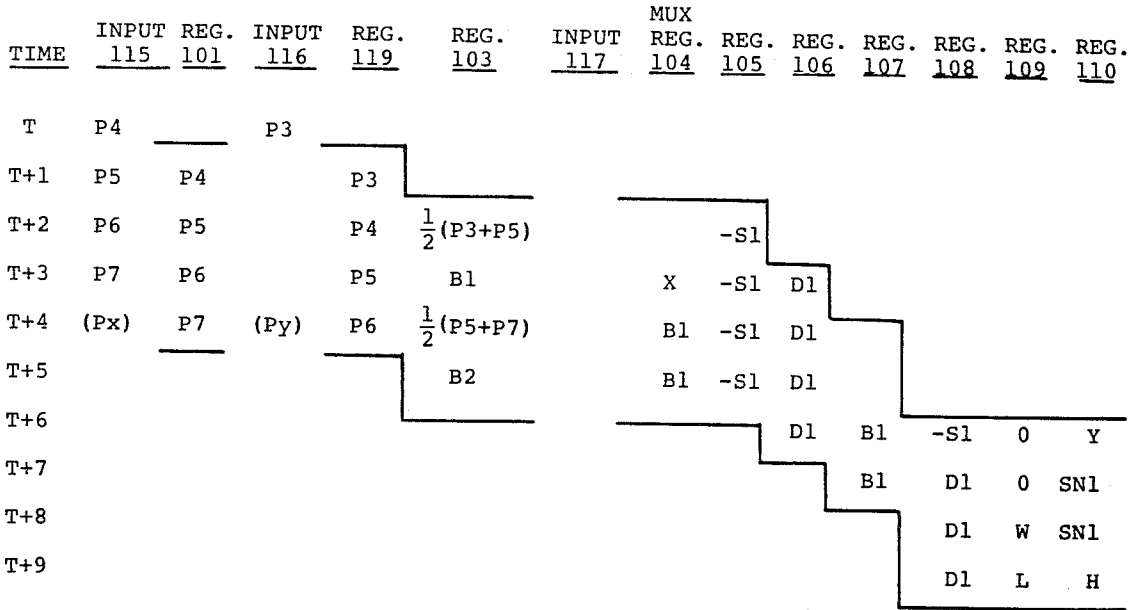 MUX
INPUT REG. INPUT REG. REG. INPUT REG. REG. REG. REG. REG. REG. REG.
TIME 115 101 116 119 103 117 104 105 106 107 108 109 110
T P4 P3
T+1 P5 P4 P3
T+2 P6 P5 P4 1/2(P3+P5) -S1
T+3 P7 P6 P5 B1 X -S1 D1
T+4 (Px) P7 (Py) P6 1/2(P5+P7) B1 -S1 D1
T+5 B2 B1 -S1 D1
T+6 D1 B1 -S1 0 Y
T+7 B1 D1 0 SN1
T+8 D1 W SN1
T+9 D1 L H